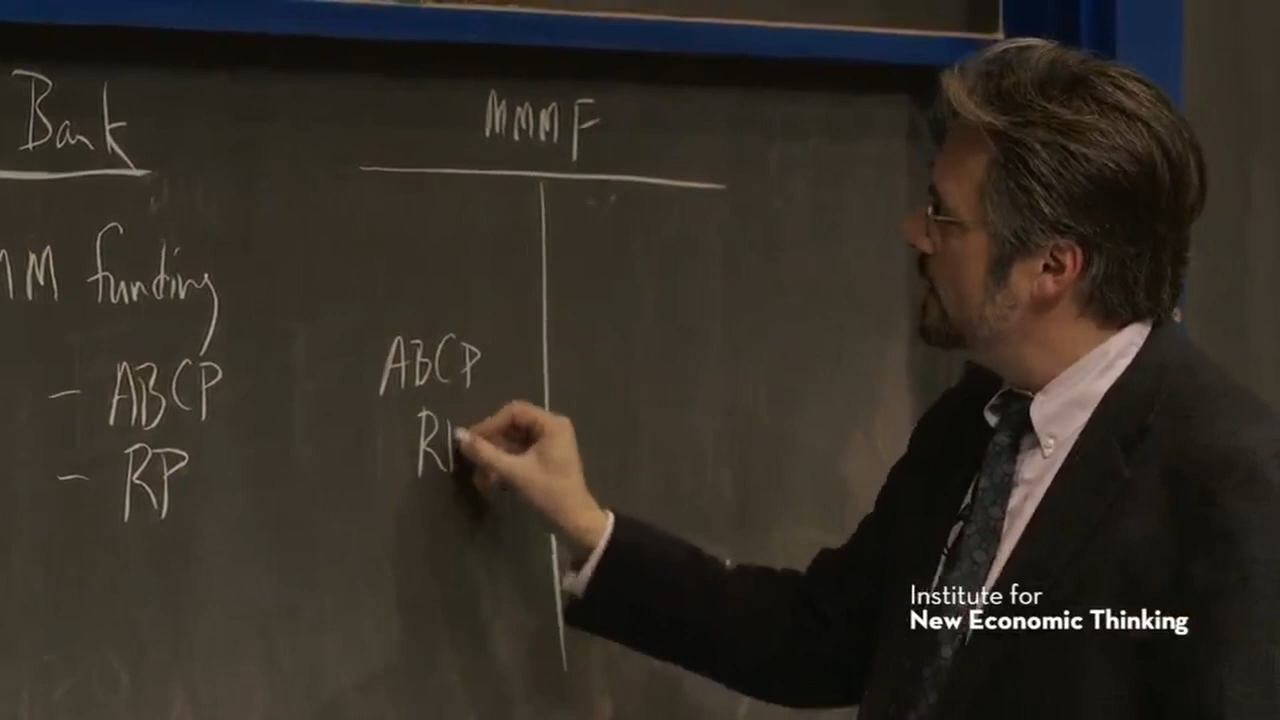 Bank
MMMF
MM funding
- ABCP
- RP
ABCP
R
Institute for
New Economic Thinking